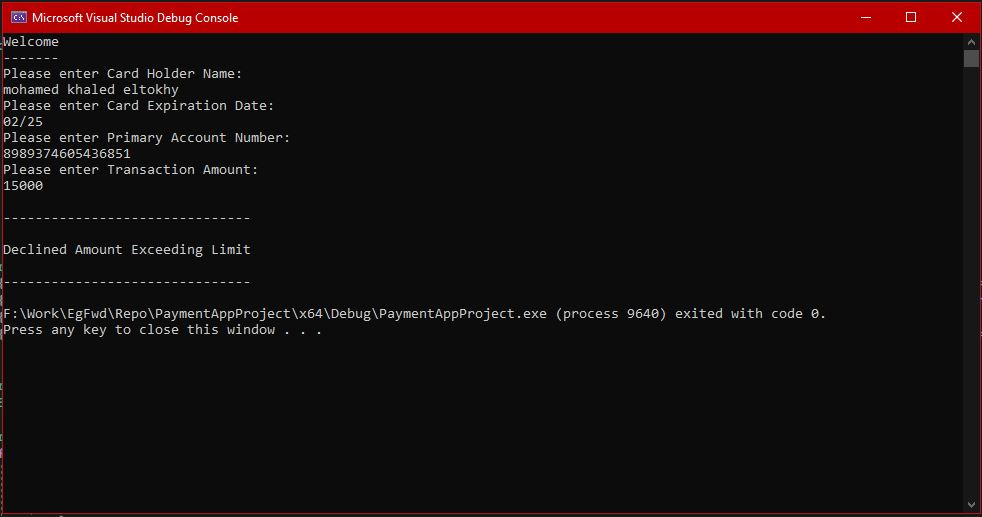 Microsoft Visual Studio Debug Console
Welcome
-------
Please enter Card Holder Name:
mohamed khaled eltokhy
Please enter Card Expiration Date:
02/25
Please enter Primary Account Number:
8989374605436851
Please enter Transaction Amount:
15000
-------------------------------
Declined Amount Exceeding Limit
-------------------------------
F:\Work\EgFwd\Repo\PaymentAppProject\x64\Debug\PaymentAppProject.exe (process 9640) exited with code 0.
Press any key to close this window . . .